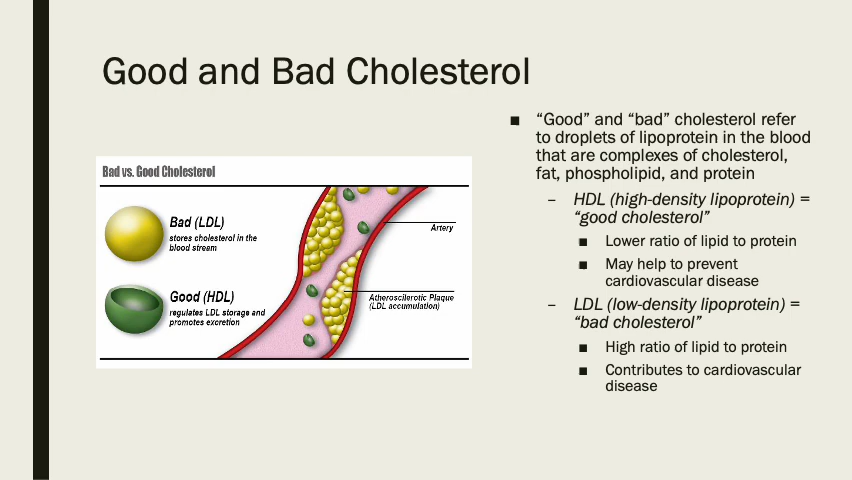 Good and Bad Cholesterol
Bad vs. Good Cholesterol
Bad (LDL)
stores cholesterol in the
blood stream
Good (HDL)
regulates LDL storage and
promotes excretion
Artery
Atheroscilerotic Plaque
(LDL accumulation)
■ “Good” and “bad” cholesterol refer
to droplets of lipoprotein in the blood
that are complexes of cholesterol,
fat, phospholipid, and protein
– HDL (high-density lipoprotein) =
“good cholesterol”
■ Lower ratio of lipid to protein
■ May help to prevent
cardiovascular disease
– LDL (low-density lipoprotein) =
“bad cholesterol”
■ High ratio of lipid to protein
■ Contributes to cardiovascular
disease